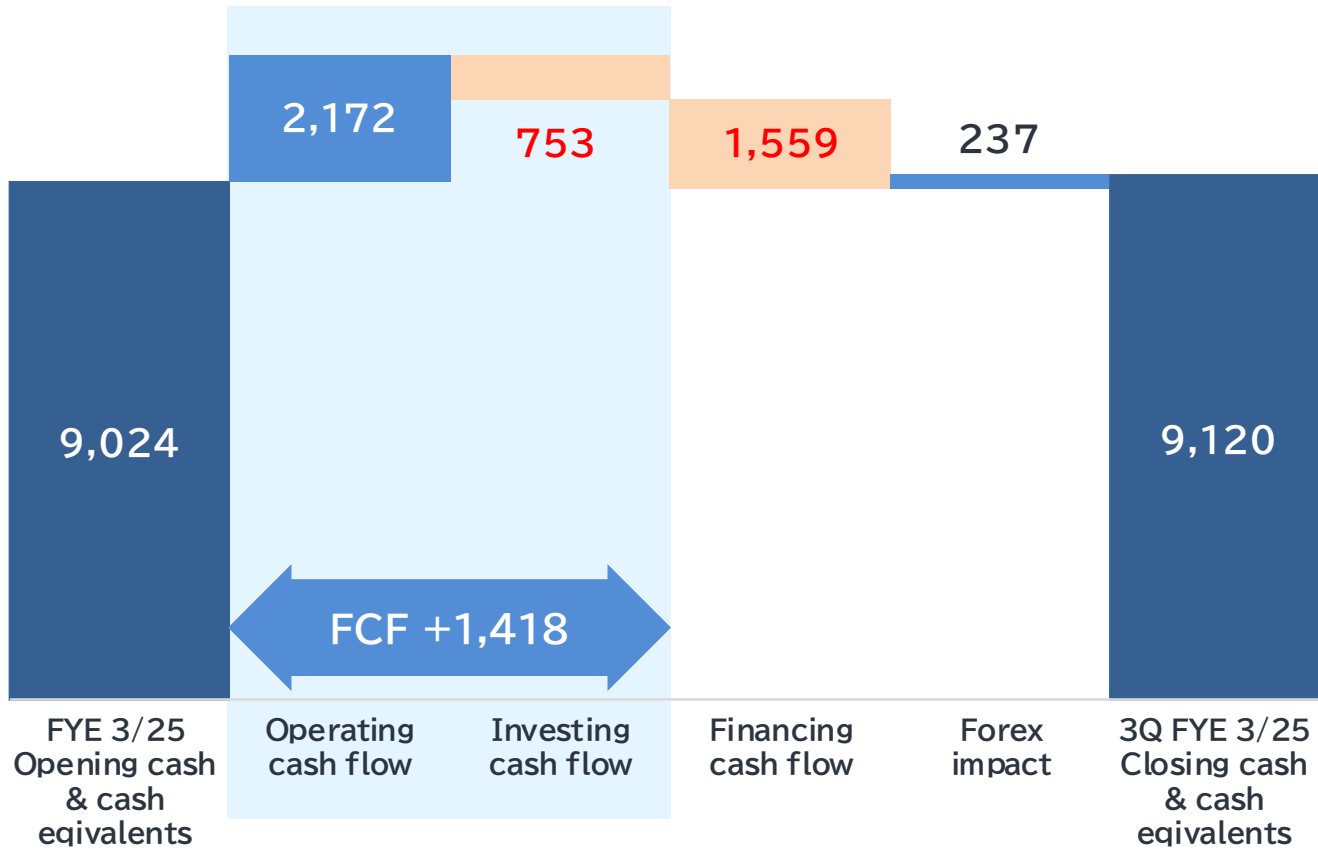 2,172
753
1,559
237
9,024
9,120
FCF +1,418
FYE 3/25
Opening cash
& cash
eqivalents
Operating
cash flow
Investing
cash flow
Financing
cash flow
Forex
impact
3Q FYE 3/25
Closing cash
& cash
eqivalents